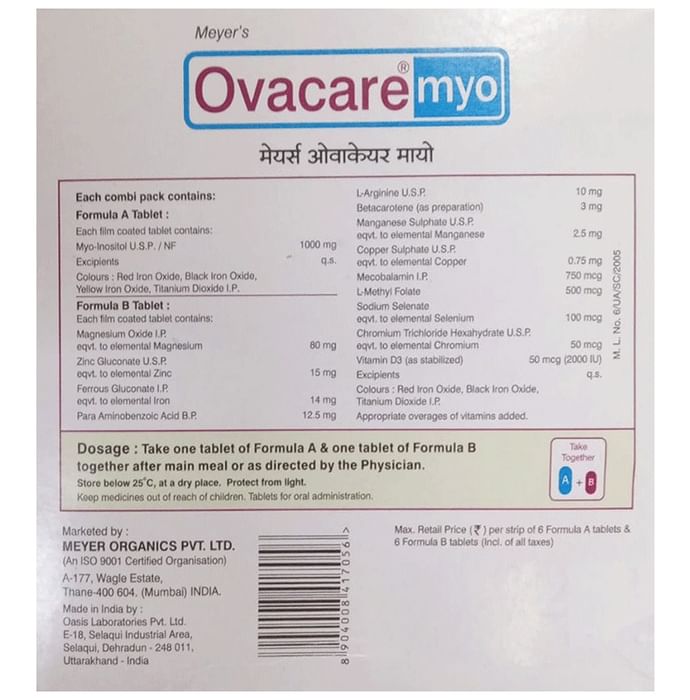 Meyer's
Ovacare® myo
मेयर्स ओवाकेयर मायो
Each combi pack contains:
Formula A Tablet :
Each film coated tablet contains:
Myo-Inositol U.S.P. / NF 1000 mg
Excipients q.s.
Colours : Red Iron Oxide, Black Iron Oxide,
Yellow Iron Oxide, Titanium Dioxide I.P.
Formula B Tablet :
Each film coated tablet contains:
Magnesium Oxide I.P.
eqvt. to elemental Magnesium 80 mg
Zinc Gluconate U.S.P.
eqvt. to elemental Zinc 15 mg
Ferrous Gluconate I.P.
eqvt. to elemental Iron 14 mg
Para Aminobenzoic Acid B.P. 12.5 mg
L-Arginine U.S.P. 10 mg
Betacarotene (as preparation) 3 mg
Manganese Sulphate U.S.P.
eqvt. to elemental Manganese 2.5 mg
Copper Sulphate U.S.P.
eqvt. to elemental Copper 0.75 mg
Mecobalamin I.P. 750 mcg
L-Methyl Folate 500 mcg
Sodium Selenate
eqvt. to elemental Selenium 100 mcg
Chromium Trichloride Hexahydrate U.S.P.
eqvt. to elemental Chromium 50 mcg
Vitamin D3 (as stabilized) 50 mcg (2000 IU)
Excipients q.s.
Colours : Red Iron Oxide, Black Iron Oxide,
Titanium Dioxide I.P.
Appropriate overages of vitamins added.
M. L. No. 6/UA/SC/2005
Dosage : Take one tablet of Formula A & one tablet of Formula B
together after main meal or as directed by the Physician.
Store below 25°C, at a dry place. Protect from light.
Keep medicines out of reach of children. Tablets for oral administration.
Take
Together
A + B
Marketed by :
MEYER ORGANICS PVT. LTD.
(An ISO 9001 Certified Organisation)
A-177, Wagle Estate,
Thane-400 604. (Mumbai) INDIA.
Made in India by :
Oasis Laboratories Pvt. Ltd.
E-18, Selaqui Industrial Area,
Selaqui, Dehradun - 248 011,
Uttarakhand - India
8 904008 417056 >
Max. Retail Price (₹) per strip of 6 Formula A tablets &
6 Formula B tablets (Incl. of all taxes)